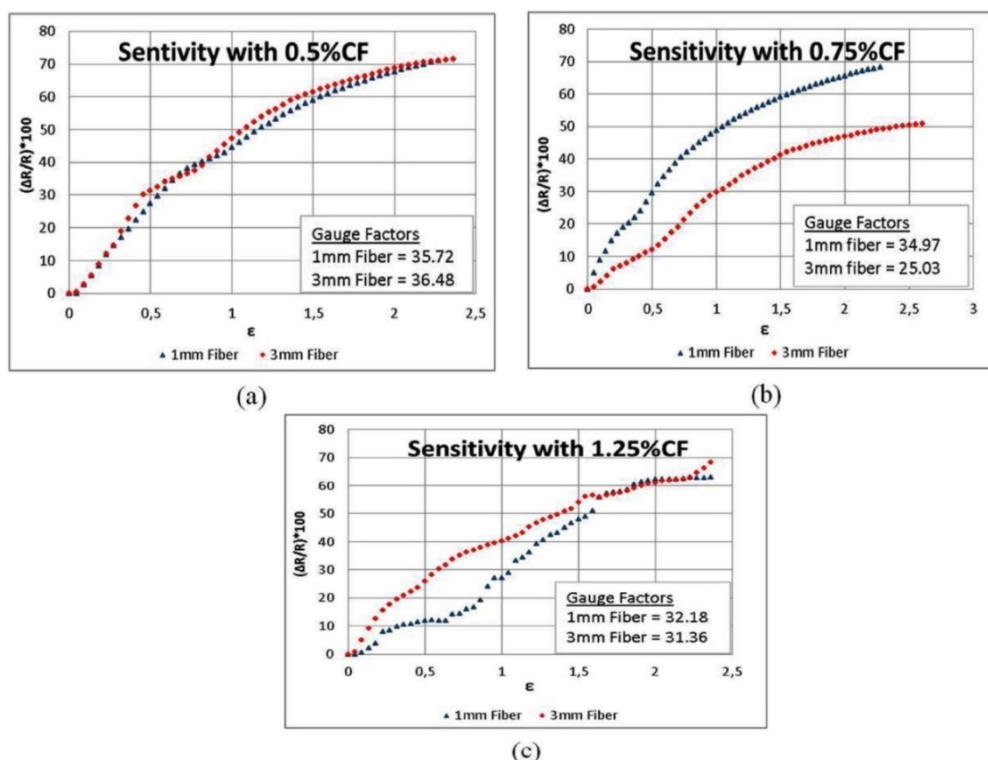 Sentivity with 0.5%CF
80
70
60
50
40
30
20
10
0
(ΔR/R)*100
0 0,5 1 1,5 2 2,5
ε
Gauge Factors
1mm Fiber = 35.72
3mm Fiber = 36.48
1mm Fiber 3mm Fiber
(a)
Sensitivity with 0.75%CF
80
70
60
50
40
30
20
10
0
(ΔR/R)*100
0 0,5 1 1,5 2 2,5 3
ε
Gauge Factors
1mm fiber = 34.97
3mm fiber = 25.03
1mm Fiber 3mm Fiber
(b)
Sensitivity with 1.25%CF
80
70
60
50
40
30
20
10
0
(ΔR/R)*100
0 0,5 1 1,5 2 2,5
ε
Gauge Factors
1mm Fiber = 32.18
3mm Fiber = 31.36
1mm Fiber 3mm Fiber
(c)